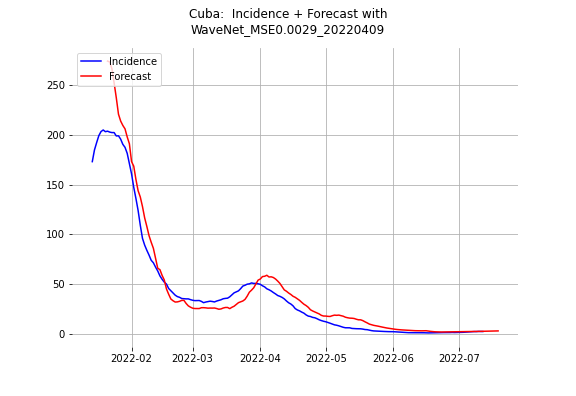 Cuba:  Incidence + Forecast with
WaveNet_MSE0.0029_20220409
Incidence
Forecast
250
200
150
100
50
0
2022-02 2022-03 2022-04 2022-05 2022-06 2022-07